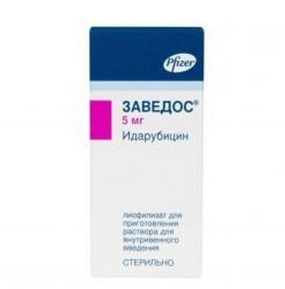 Pfizer
ЗАВЕДОС®
5 мг
Идарубицин
лиофилизат для
приготовления
раствора для
внутривенного
введения
СТЕРИЛЬНО